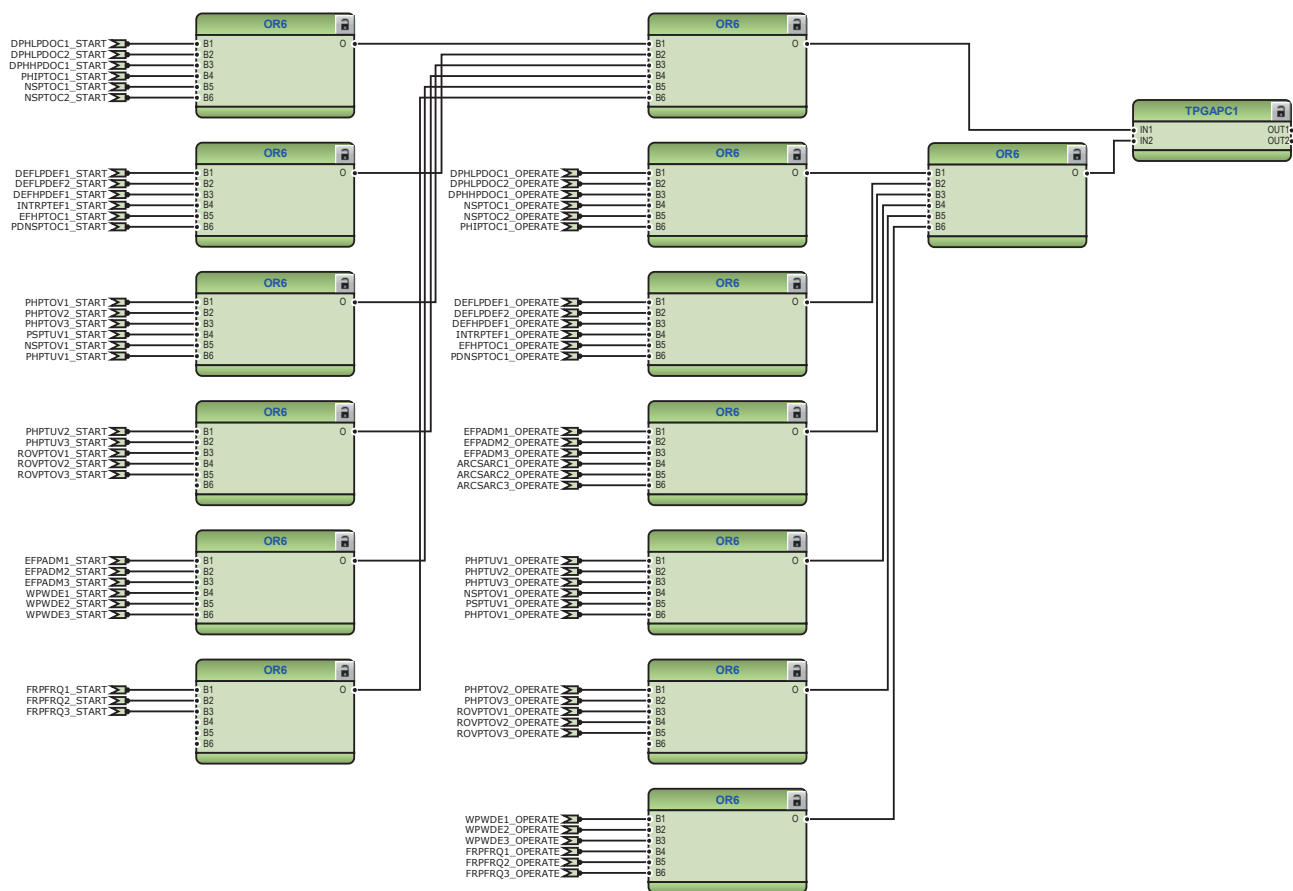 OR6
DPHLPDOC1_START
DPHLPDOC2_START
DPHHPDOC1_START
PHIPTOC1_START
NSPTOC1_START
NSPTOC2_START
B1
B2
B3
B4
B5
B6
O
OR6
B1
B2
B3
B4
B5
B6
O
TPGAPC1
IN1
IN2
OUT1
OUT2
OR6
DEFLPDEF1_START
DEFLPDEF2_START
DEFHPDEF1_START
INTRPTEF1_START
EFHPTOC1_START
PDNSPTOC1_START
B1
B2
B3
B4
B5
B6
O
OR6
DPHLPDOC1_OPERATE
DPHLPDOC2_OPERATE
DPHHPDOC1_OPERATE
NSPTOC1_OPERATE
NSPTOC2_OPERATE
PHIPTOC1_OPERATE
B1
B2
B3
B4
B5
B6
O
OR6
B1
B2
B3
B4
B5
B6
O
OR6
PHPTOV1_START
PHPTOV2_START
PHPTOV3_START
PSPTUV1_START
NSPTOV1_START
PHPTUV1_START
B1
B2
B3
B4
B5
B6
O
OR6
DEFLPDEF1_OPERATE
DEFLPDEF2_OPERATE
DEFHPDEF1_OPERATE
INTRPTEF1_OPERATE
EFHPTOC1_OPERATE
PDNSPTOC1_OPERATE
B1
B2
B3
B4
B5
B6
O
OR6
PHPTUV2_START
PHPTUV3_START
ROVPTOV1_START
ROVPTOV2_START
ROVPTOV3_START
B1
B2
B3
B4
B5
B6
O
OR6
EFPADM1_OPERATE
EFPADM2_OPERATE
EFPADM3_OPERATE
ARCSARC1_OPERATE
ARCSARC2_OPERATE
ARCSARC3_OPERATE
B1
B2
B3
B4
B5
B6
O
OR6
EFPADM1_START
EFPADM2_START
EFPADM3_START
WPWDE1_START
WPWDE2_START
WPWDE3_START
B1
B2
B3
B4
B5
B6
O
OR6
PHPTUV1_OPERATE
PHPTUV2_OPERATE
PHPTUV3_OPERATE
NSPTOV1_OPERATE
PSPTUV1_OPERATE
PHPTOV1_OPERATE
B1
B2
B3
B4
B5
B6
O
OR6
FRPFRQ1_START
FRPFRQ2_START
FRPFRQ3_START
B1
B2
B3
B4
B5
B6
O
OR6
PHPTOV2_OPERATE
PHPTOV3_OPERATE
ROVPTOV1_OPERATE
ROVPTOV2_OPERATE
ROVPTOV3_OPERATE
B1
B2
B3
B4
B5
B6
O
OR6
WPWDE1_OPERATE
WPWDE2_OPERATE
WPWDE3_OPERATE
FRPFRQ1_OPERATE
FRPFRQ2_OPERATE
FRPFRQ3_OPERATE
B1
B2
B3
B4
B5
B6
O